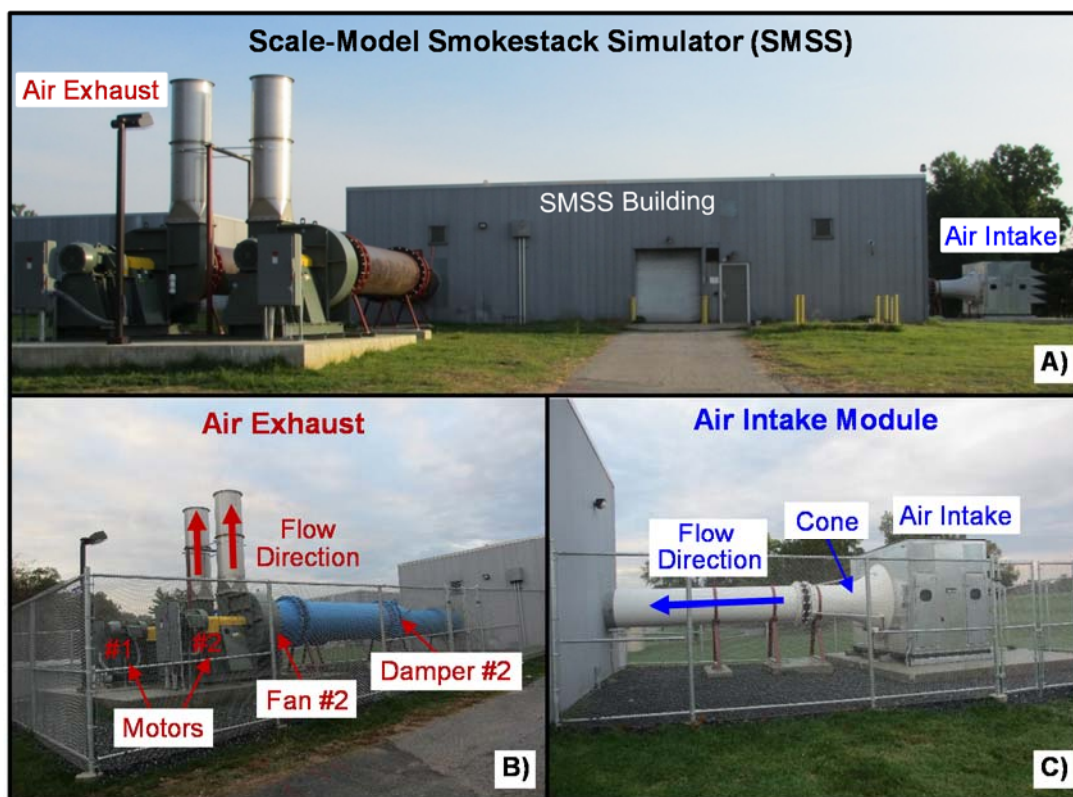 Scale-Model Smokestack Simulator (SMSS)
Air Exhaust
SMSS Building
Air Intake
A)
Air Exhaust
Flow
Direction
#1
#2
Damper #2
Fan #2
Motors
B)
Air Intake Module
Cone
Air Intake
Flow
Direction
C)